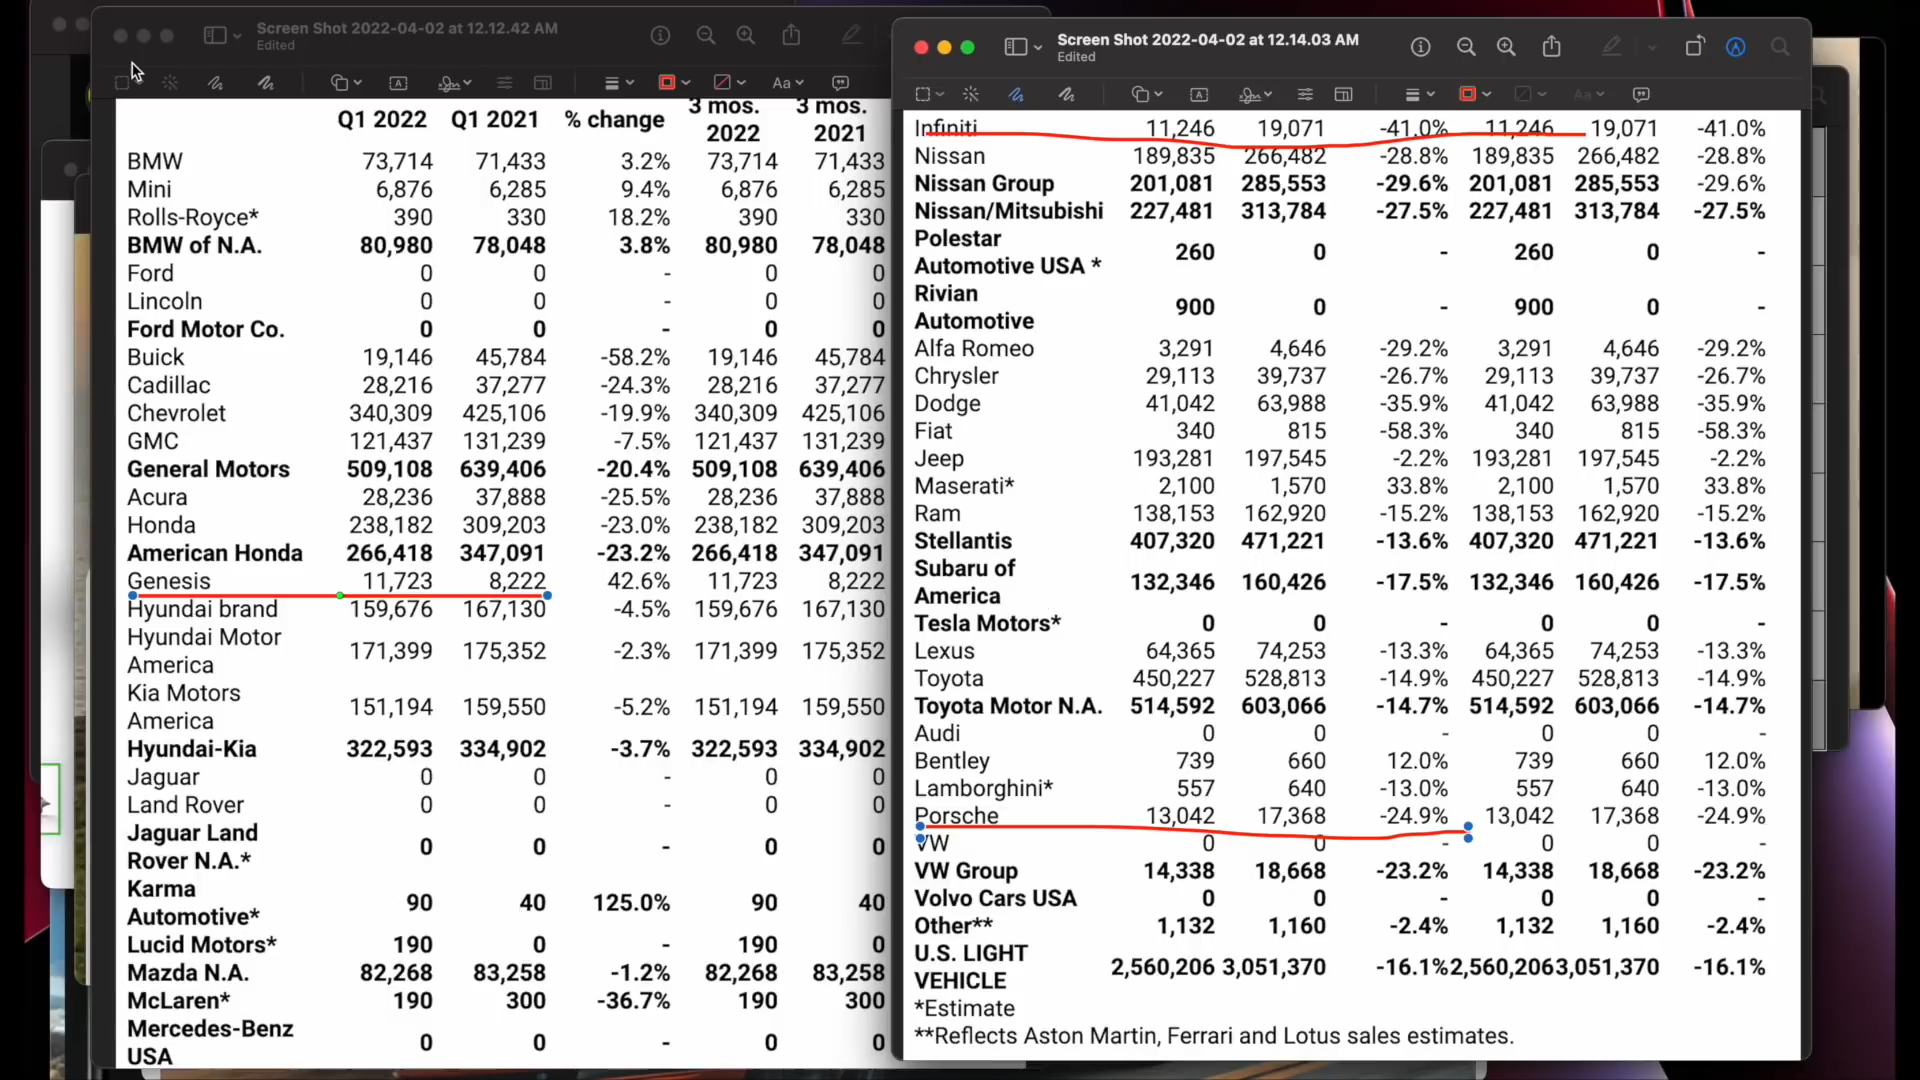 Screen Shot 2022-04-02 at 12.12.42 AM
Edited
Aa
Q1 2022 Q1 2021 % change 3 mos. 2022 3 mos. 2021
BMW 73,714 71,433 3.2% 73,714 71,433
Mini 6,876 6,285 9.4% 6,876 6,285
Rolls-Royce* 390 330 18.2% 390 330
BMW of N.A. 80,980 78,048 3.8% 80,980 78,048
Ford 0 0 - 0 0
Lincoln 0 0 - 0 0
Ford Motor Co. 0 0 - 0 0
Buick 19,146 45,784 -58.2% 19,146 45,784
Cadillac 28,216 37,277 -24.3% 28,216 37,277
Chevrolet 340,309 425,106 -19.9% 340,309 425,106
GMC 121,437 131,239 -7.5% 121,437 131,239
General Motors 509,108 639,406 -20.4% 509,108 639,406
Acura 28,236 37,888 -25.5% 28,236 37,888
Honda 238,182 309,203 -23.0% 238,182 309,203
American Honda 266,418 347,091 -23.2% 266,418 347,091
Genesis 11,723 8,222 42.6% 11,723 8,222
Hyundai brand 159,676 167,130 -4.5% 159,676 167,130
Hyundai Motor
America 171,399 175,352 -2.3% 171,399 175,352
Kia Motors
America 151,194 159,550 -5.2% 151,194 159,550
Hyundai-Kia 322,593 334,902 -3.7% 322,593 334,902
Jaguar 0 0 - 0 0
Land Rover 0 0 - 0 0
Jaguar Land
Rover N.A.* 0 0 - 0 0
Karma
Automotive* 90 40 125.0% 90 40
Lucid Motors* 190 0 - 190 0
Mazda N.A. 82,268 83,258 -1.2% 82,268 83,258
McLaren* 190 300 -36.7% 190 300
Mercedes-Benz
USA 0 0 - 0 0
Screen Shot 2022-04-02 at 12.14.03 AM
Edited
Aa
Infiniti 11,246 19,071 -41.0% 11,246 19,071 -41.0%
Nissan 189,835 266,482 -28.8% 189,835 266,482 -28.8%
Nissan Group 201,081 285,553 -29.6% 201,081 285,553 -29.6%
Nissan/Mitsubishi 227,481 313,784 -27.5% 227,481 313,784 -27.5%
Polestar
Automotive USA * 260 0 - 260 0 -
Rivian
Automotive 900 0 - 900 0 -
Alfa Romeo 3,291 4,646 -29.2% 3,291 4,646 -29.2%
Chrysler 29,113 39,737 -26.7% 29,113 39,737 -26.7%
Dodge 41,042 63,988 -35.9% 41,042 63,988 -35.9%
Fiat 340 815 -58.3% 340 815 -58.3%
Jeep 193,281 197,545 -2.2% 193,281 197,545 -2.2%
Maserati* 2,100 1,570 33.8% 2,100 1,570 33.8%
Ram 138,153 162,920 -15.2% 138,153 162,920 -15.2%
Stellantis 407,320 471,221 -13.6% 407,320 471,221 -13.6%
Subaru of
America 132,346 160,426 -17.5% 132,346 160,426 -17.5%
Tesla Motors* 0 0 - 0 0 -
Lexus 64,365 74,253 -13.3% 64,365 74,253 -13.3%
Toyota 450,227 528,813 -14.9% 450,227 528,813 -14.9%
Toyota Motor N.A. 514,592 603,066 -14.7% 514,592 603,066 -14.7%
Audi 0 0 - 0 0 -
Bentley 739 660 12.0% 739 660 12.0%
Lamborghini* 557 640 -13.0% 557 640 -13.0%
Porsche 13,042 17,368 -24.9% 13,042 17,368 -24.9%
VW 0 0 - 0 0 -
VW Group 14,338 18,668 -23.2% 14,338 18,668 -23.2%
Volvo Cars USA 0 0 - 0 0 -
Other** 1,132 1,160 -2.4% 1,132 1,160 -2.4%
U.S. LIGHT
VEHICLE 2,560,206 3,051,370 -16.1% 2,560,206 3,051,370 -16.1%
*Estimate
**Reflects Aston Martin, Ferrari and Lotus sales estimates.